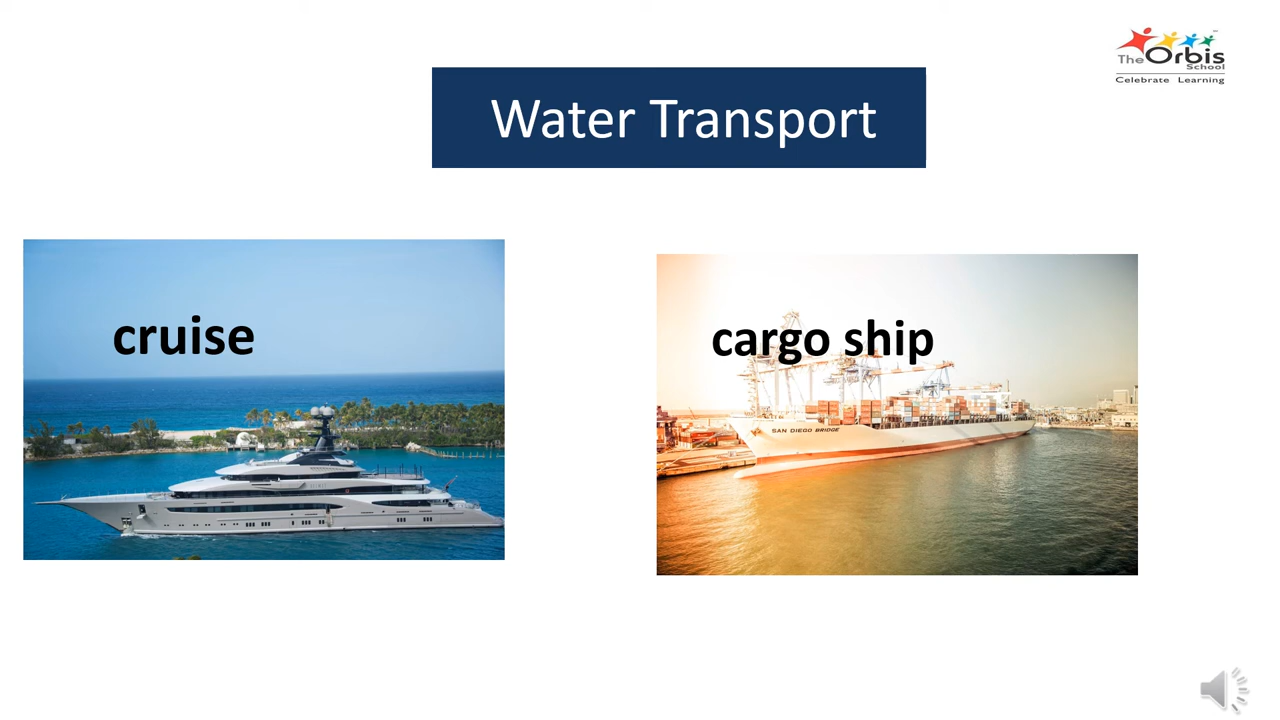 The Orbis
School
Celebrate Learning
Water Transport
cruise
cargo ship
SAN DIEGO BRIDGE